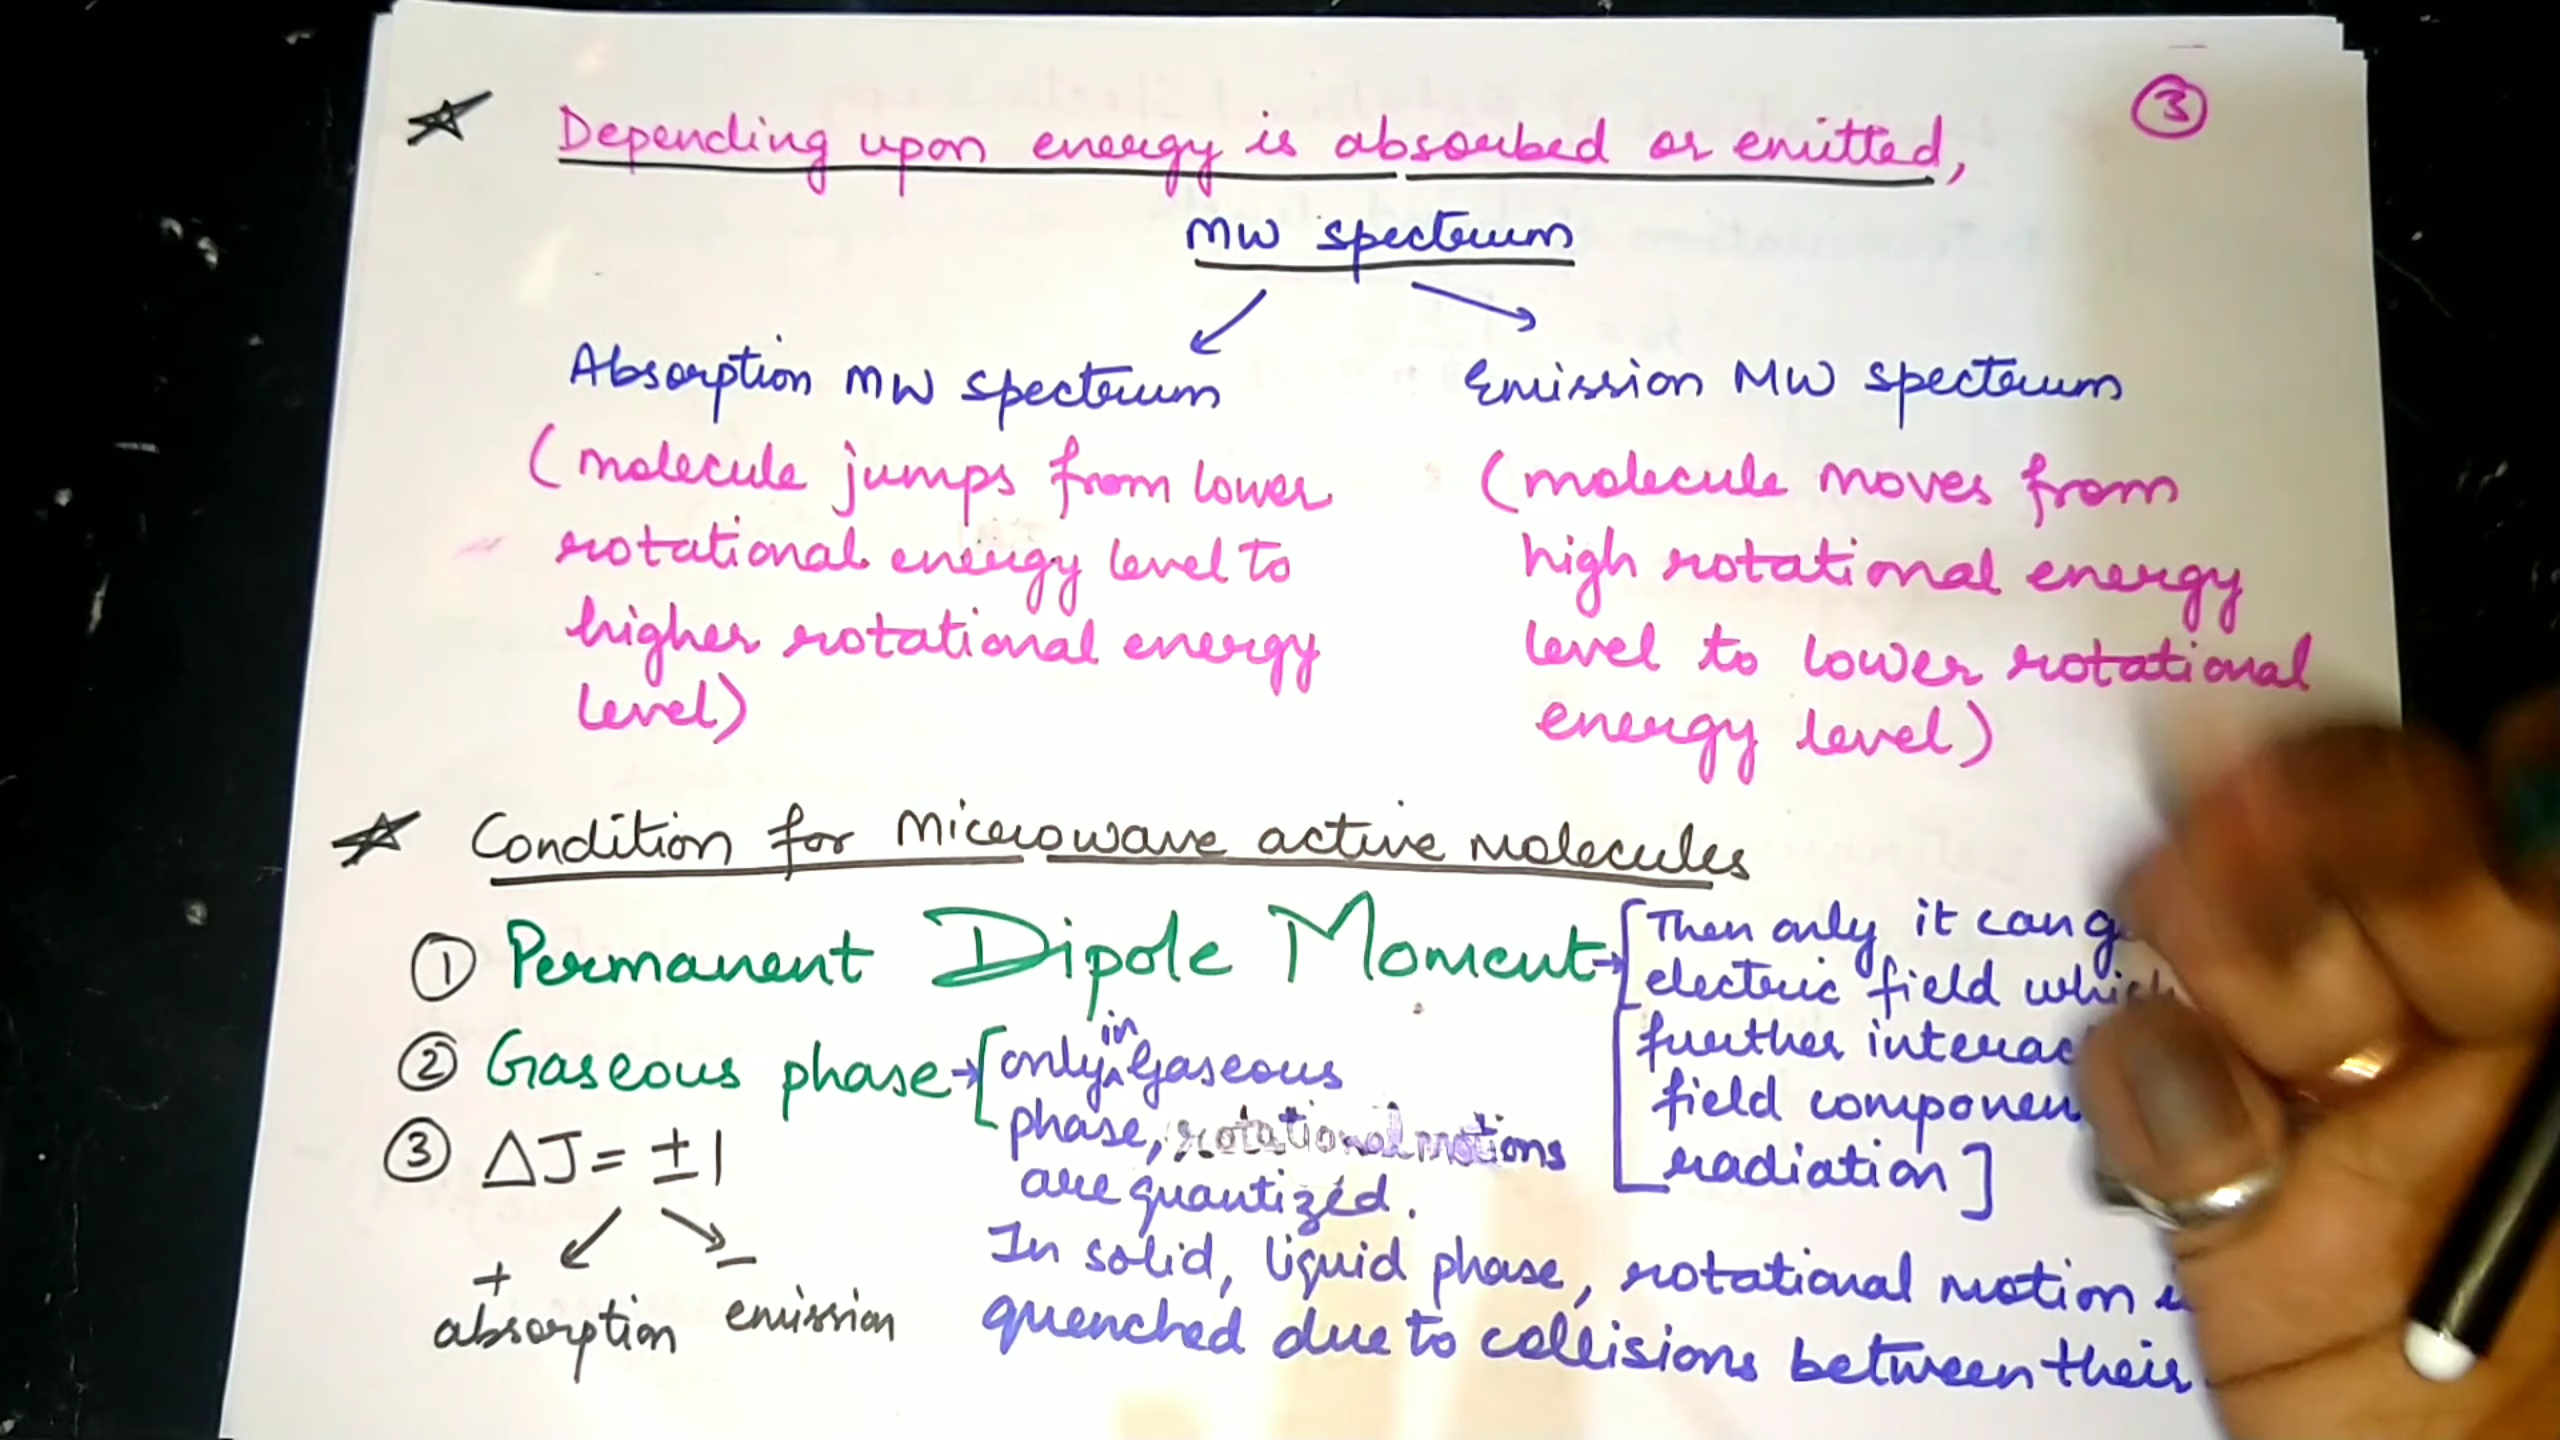 ③
Depending upon energy is absorbed or emitted,
MW spectrum
Absorption MW spectrum
(molecule jumps from lower
rotational energy level to
higher rotational energy
level)
Emission MW spectrum
(molecule moves from
high rotational energy
level to lower rotational
energy level)
Condition for Microwave active Molecules
① Permanent Dipole Moment → [Then only it can
electric field
further
field
radiation]
② Gaseous phase → [only in gaseous
phase, rotational motions
are quantized.
In solid, liquid phase, rotational motion
quenched due to collisions between their
③ ΔJ = ±1
+ −
absorption emission